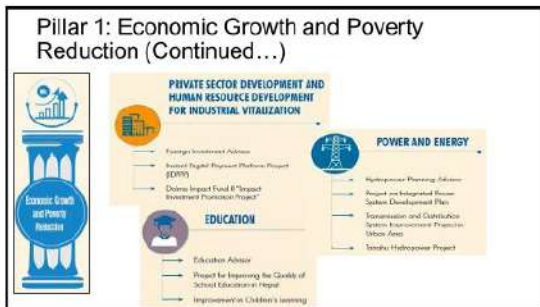 Pillar 1: Economic Growth and Poverty
Reduction (Continued…)
Economic Growth
and Poverty
Reduction
PRIVATE SECTOR DEVELOPMENT AND
HUMAN RESOURCE DEVELOPMENT
FOR INDUSTRIAL VITALIZATION
Foreign Investment Advisor
Instant Digital Payment Platform Project
(IDPPP)
Dolma Impact Fund II "Impact
Investment Promotion Project"
POWER AND ENERGY
Hydropower Planning Advisor
Project on Integrated Power
System Development Plan
Transmission and Distribution
System Improvement Project in
Urban Area
Tanahu Hydropower Project
EDUCATION
Education Advisor
Project for Improving the Quality of
School Education in Nepal
Improvement in Children's Learning